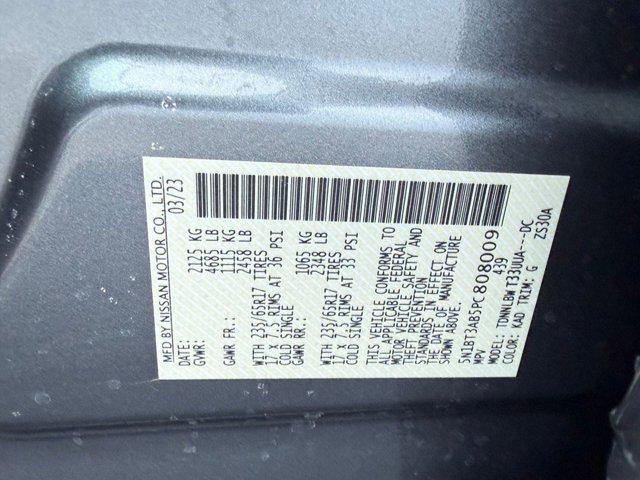 MFD BY NISSAN MOTOR CO., LTD.
DATE: 03/23
GVWR: 2125 KG
4685 LB
GAWR FR.: 1115 KG
2458 LB
WITH 235/65R17 TIRES
17 X 7.5 RIMS AT 36 PSI
COLD SINGLE
GAWR RR.: 1065 KG
2348 LB
WITH 235/65R17 TIRES
17 X 7.5 RIMS AT 33 PSI
COLD SINGLE
THIS VEHICLE CONFORMS TO
ALL APPLICABLE FEDERAL
MOTOR VEHICLE SAFETY AND
THEFT PREVENTION
STANDARDS IN EFFECT ON
THE DATE OF MANUFACTURE
SHOWN ABOVE.
5N1BT3AB5PC808009
MPV 439
MODEL: TDNNLBWT33UUA---DC
COLOR: KAD TRIM: G ZS30A